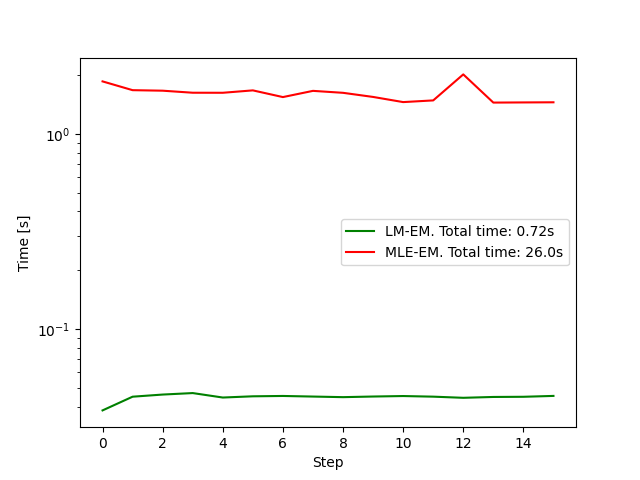 10⁰
10⁻¹
Time [s]
LM-EM. Total time: 0.72s
MLE-EM. Total time: 26.0s
0 2 4 6 8 10 12 14
Step